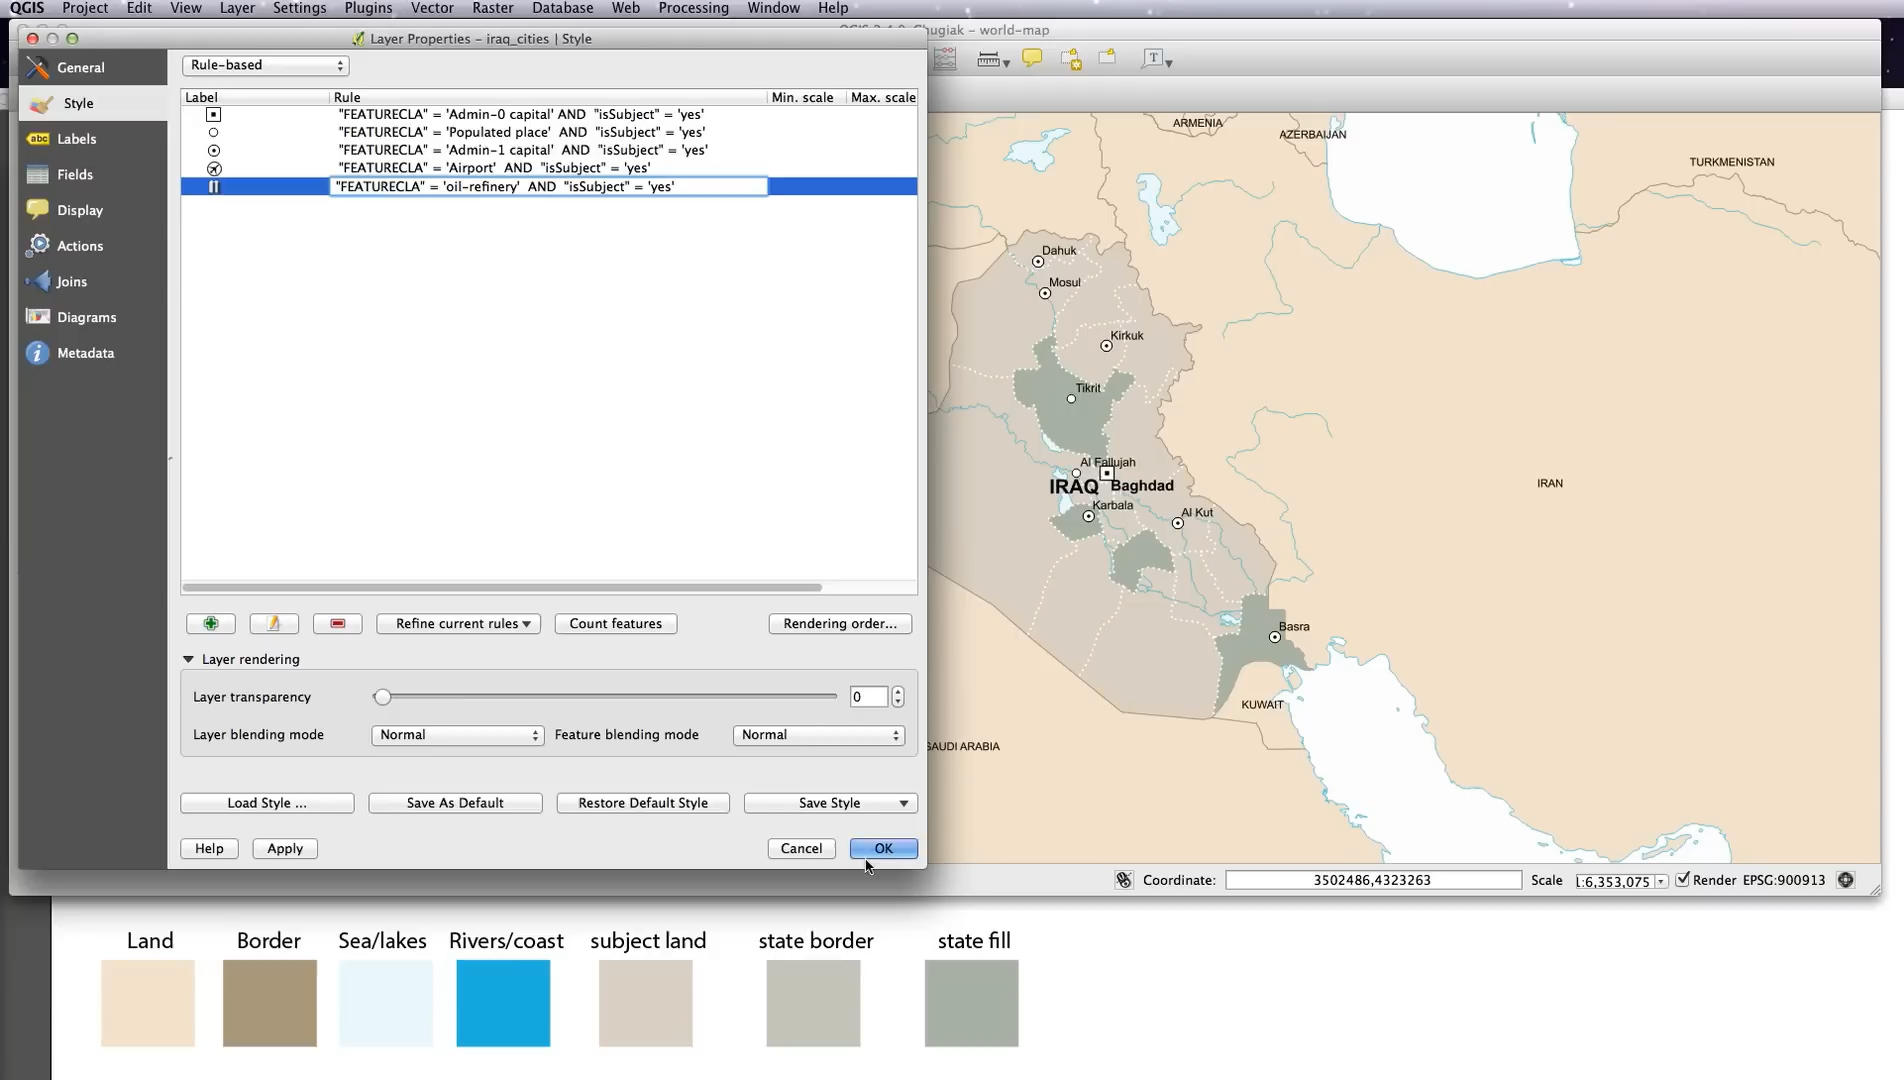 QGIS Project Edit View Layer Settings Plugins Vector Raster Database Web Processing Window Help
Layer Properties - iraq_cities | Style
- world-map
General
Style
Labels
Fields
Display
Actions
Joins
Diagrams
Metadata
Rule-based
Label Rule Min. scale Max. scale
"FEATURECLA" = 'Admin-0 capital' AND "isSubject" = 'yes'
"FEATURECLA" = 'Populated place' AND "isSubject" = 'yes'
"FEATURECLA" = 'Admin-1 capital' AND "isSubject" = 'yes'
"FEATURECLA" = 'Airport' AND "isSubject" = 'yes'
"FEATURECLA" = 'oil-refinery' AND "isSubject" = 'yes'
Refine current rules Count features Rendering order...
Layer rendering
Layer transparency 0
Layer blending mode Normal Feature blending mode Normal
Load Style ... Save As Default Restore Default Style Save Style
Help Apply Cancel OK
ARMENIA
AZERBAIJAN
TURKMENISTAN
Dahuk
Mosul
Kirkuk
Tikrit
Al Fallujah
IRAQ Baghdad
IRAN
Karbala
Al Kut
Basra
KUWAIT
SAUDI ARABIA
Coordinate: 3502486,4323263 Scale 1:6,353,075 Render EPSG:900913
Land Border Sea/lakes Rivers/coast subject land state border state fill